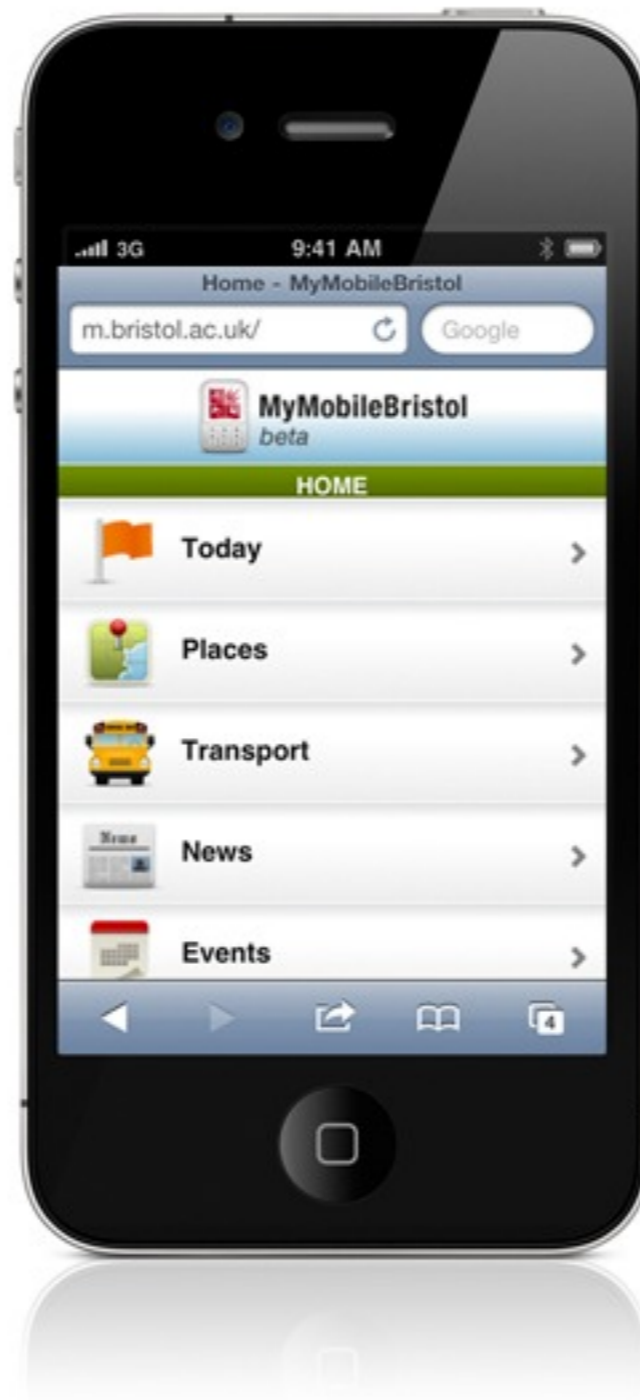 3G 9:41 AM
Home - MyMobileBristol
m.bristol.ac.uk/ Google
MyMobileBristol
beta
HOME
Today
Places
Transport
News
News
Events
4